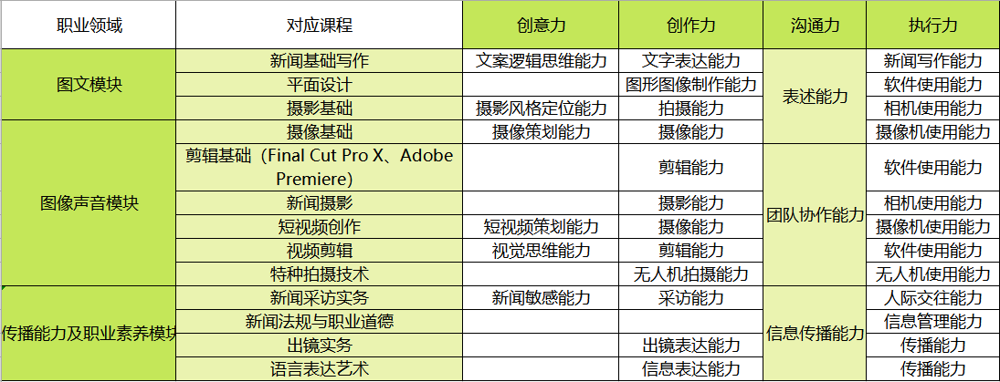 职业领域 对应课程 创意力 创作力 沟通力 执行力
新闻基础写作 文案逻辑思维能力 文字表达能力 新闻写作能力
图文模块 平面设计 图形图像制作能力 表述能力 软件使用能力
摄影基础 摄影风格定位能力 拍摄能力 相机使用能力
摄像基础 摄像策划能力 摄像能力 摄像机使用能力
剪辑基础（Final Cut Pro X、Adobe
Premiere） 剪辑能力 软件使用能力
图像声音模块 新闻摄影 摄影能力 团队协作能力 相机使用能力
短视频创作 短视频策划能力 摄像能力 摄像机使用能力
视频剪辑 视觉思维能力 剪辑能力 软件使用能力
特种拍摄技术 无人机拍摄能力 无人机使用能力
新闻采访实务 新闻敏感能力 采访能力 人际交往能力
传播能力及职业素养模块 新闻法规与职业道德 信息传播能力 信息管理能力
出镜实务 出镜表达能力 传播能力
语言表达艺术 信息表达能力 传播能力